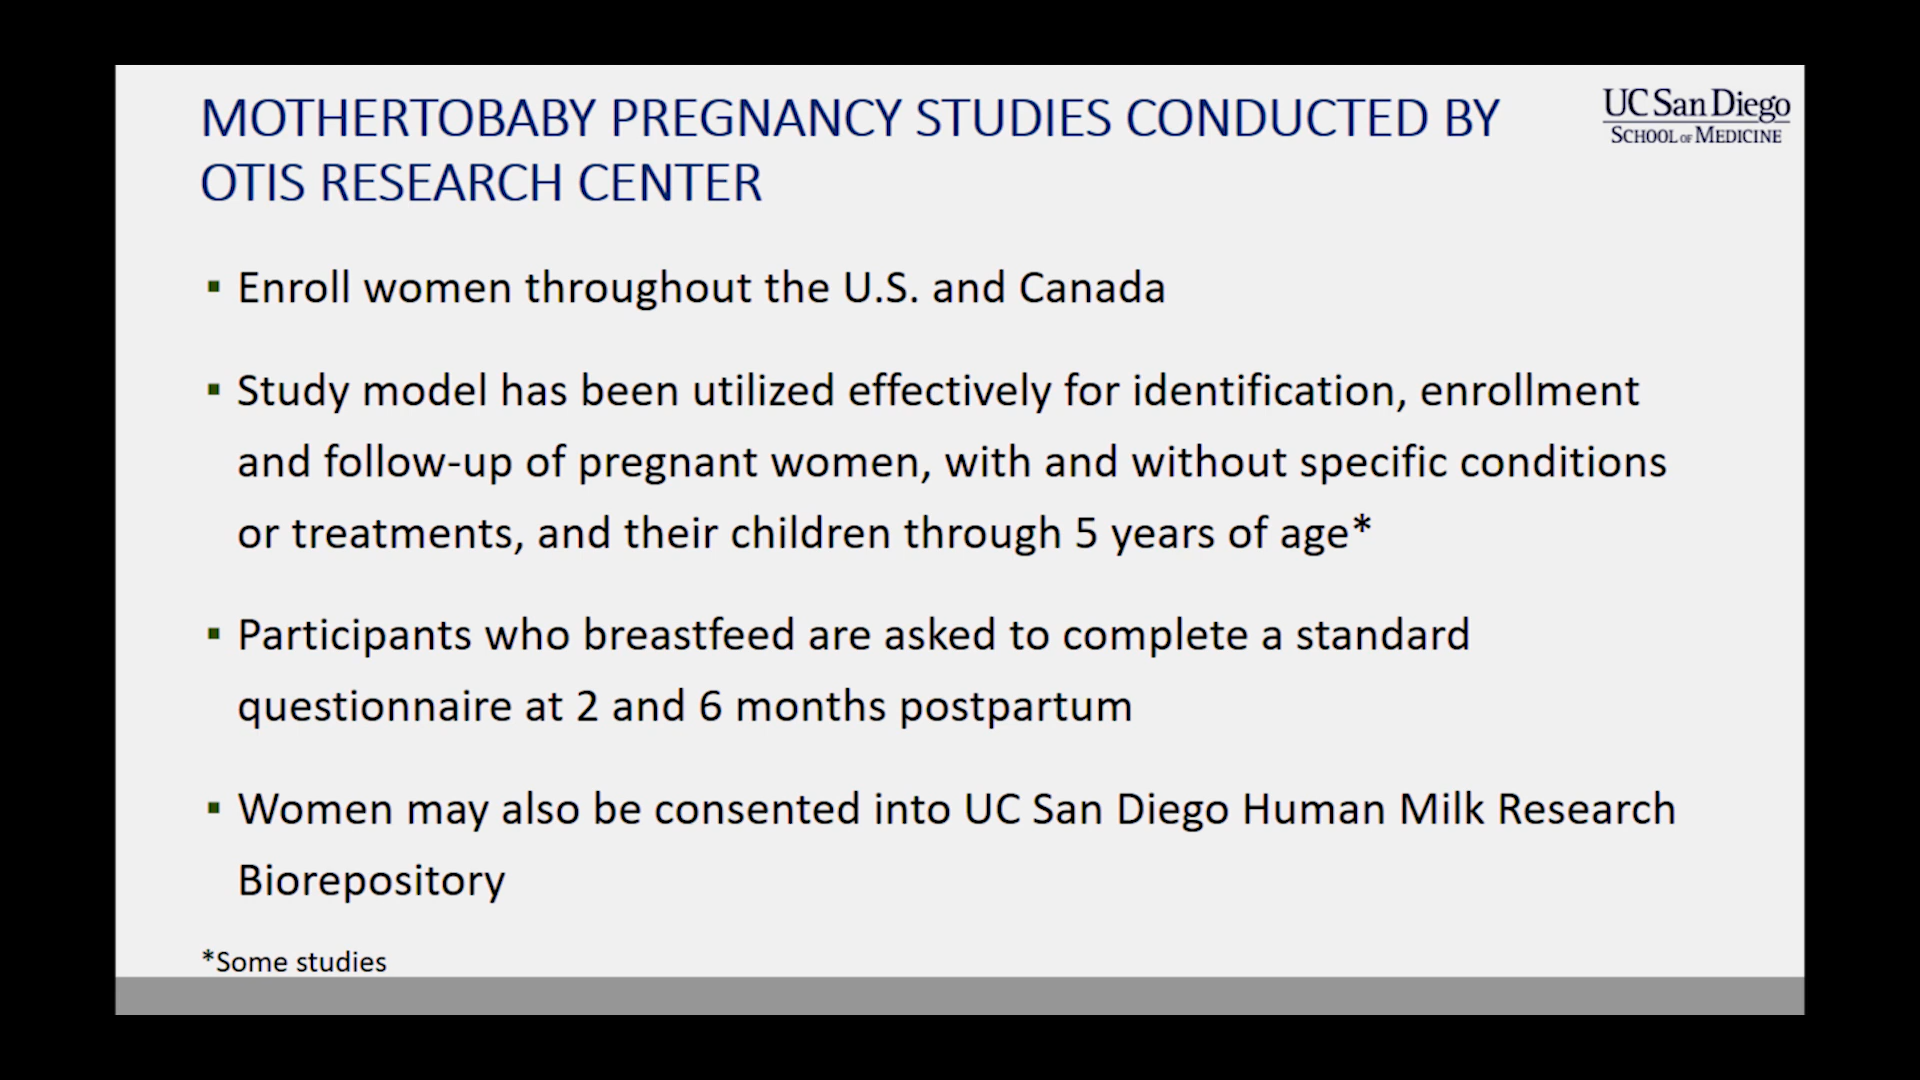 MOTHERTOBABY PREGNANCY STUDIES CONDUCTED BY
OTIS RESEARCH CENTER
UC San Diego
SCHOOL OF MEDICINE
▪ Enroll women throughout the U.S. and Canada
▪ Study model has been utilized effectively for identification, enrollment
and follow-up of pregnant women, with and without specific conditions
or treatments, and their children through 5 years of age*
▪ Participants who breastfeed are asked to complete a standard
questionnaire at 2 and 6 months postpartum
▪ Women may also be consented into UC San Diego Human Milk Research
Biorepository
*Some studies